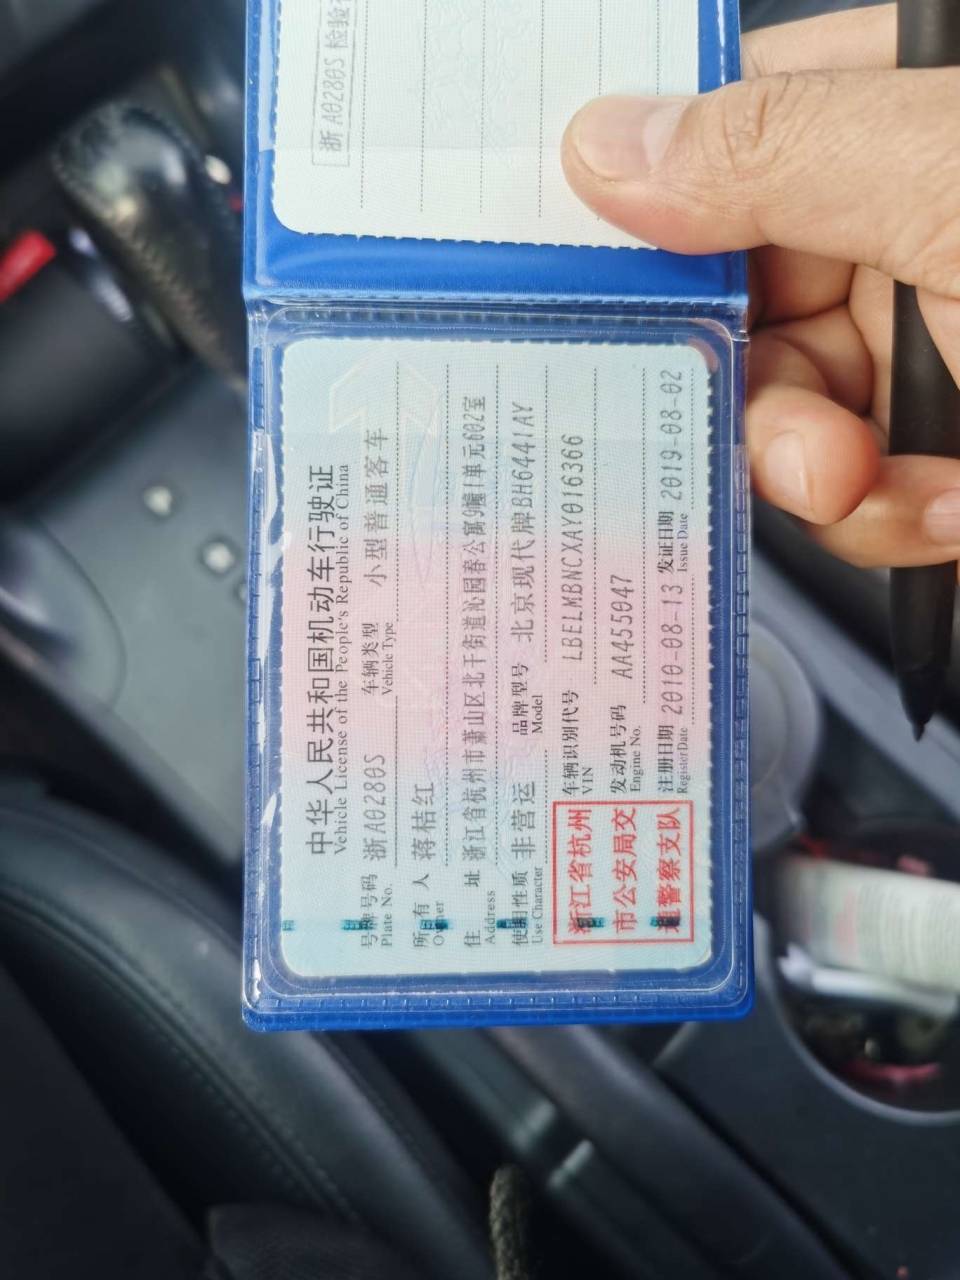 浙A0280S 检验
中华人民共和国机动车行驶证
Vehicle License of the People's Republic of China
号牌号码 浙A0280S 车辆类型 小型普通客车
Plate No. Vehicle Type
所有人 蒋桔红
Owner
住址 浙江省杭州市萧山区北干街道沁园春公寓9幢1单元602室
Address
使用性质 非营运 品牌型号 北京现代牌BH6441AY
Use Character Model
浙江省杭州
市公安局交
通警察支队
车辆识别代号 LBELMBNCXAY016366
VIN
发动机号码 AA455047
Engine No.
注册日期 2010-08-13 发证日期 2019-08-02
Register Date Issue Date